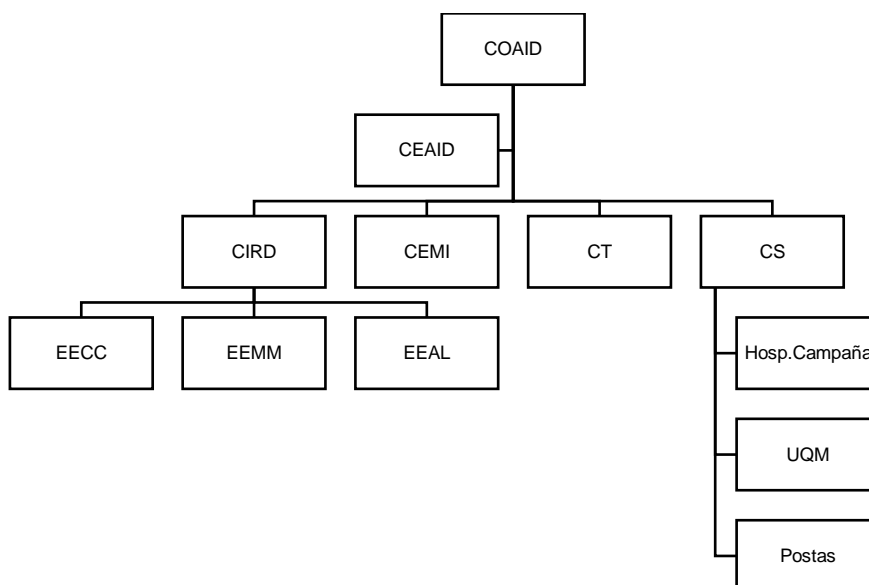 COAID
CEAID
CIRD
CEMI
CT
CS
EECC
EEMM
EEAL
Hosp.Campaña
UQM
Postas